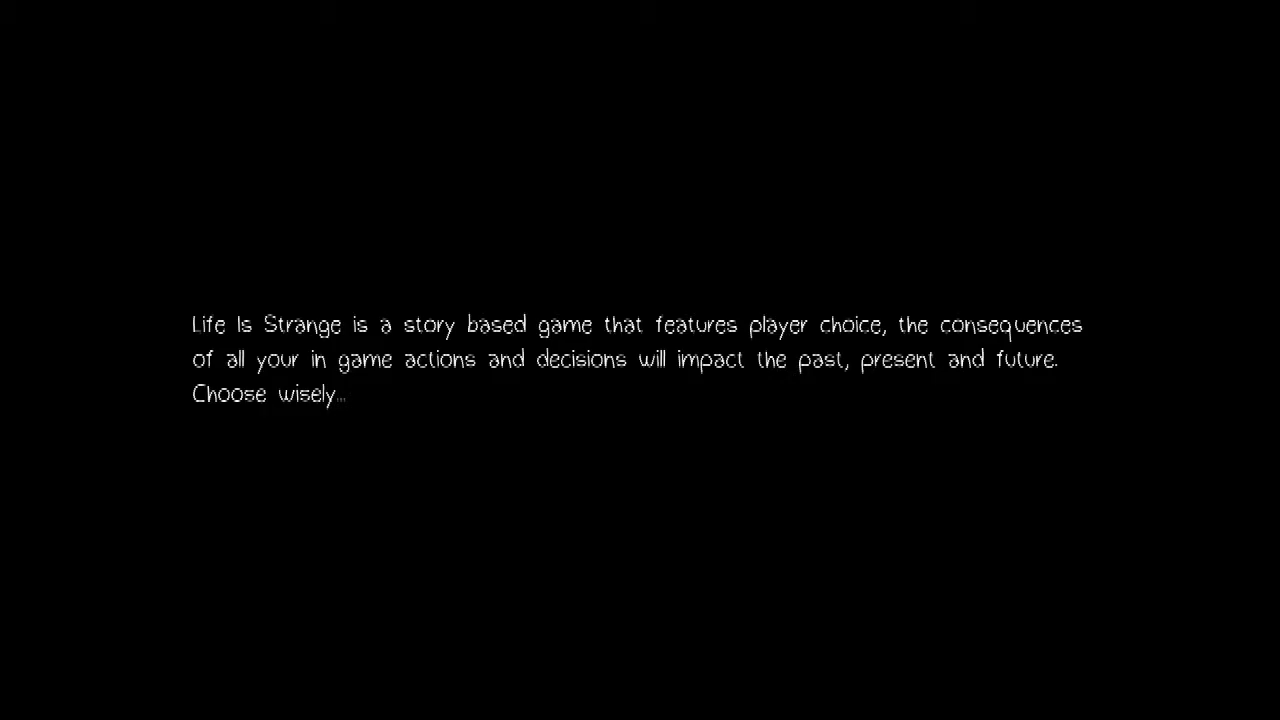 Life Is Strange is a story based game that features player choice, the consequences
of all your in game actions and decisions will impact the past, present and future.
Choose wisely...